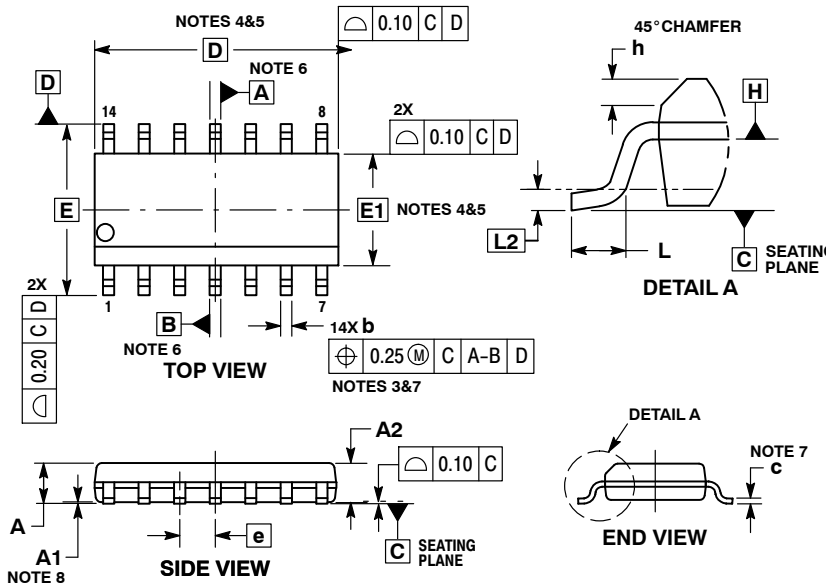 NOTES 4&5
⌓ 0.10 C D
D
45° CHAMFER
h
NOTE 6
D
A
H
14
8
2X
⌓ 0.10 C D
E
E1
NOTES 4&5
L2
L
C
SEATING
PLANE
DETAIL A
2X
⌓ 0.20 C D
1
7
B
14X b
NOTE 6
TOP VIEW
⌖ 0.25 Ⓜ C A-B D
NOTES 3&7
DETAIL A
A2
NOTE 7
c
⌓ 0.10 C
A
e
A1
C
SEATING
PLANE
NOTE 8
SIDE VIEW
END VIEW